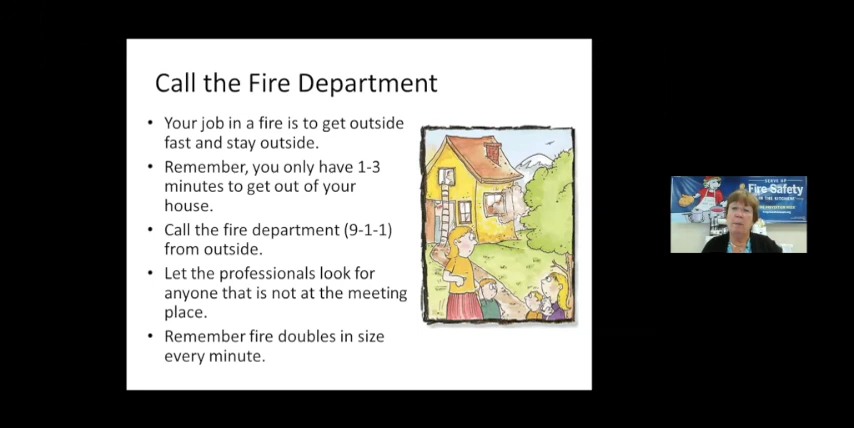 Call the Fire Department
• Your job in a fire is to get outside
fast and stay outside.
• Remember, you only have 1-3
minutes to get out of your
house.
• Call the fire department (9-1-1)
from outside.
• Let the professionals look for
anyone that is not at the meeting
place.
• Remember fire doubles in size
every minute.
SERVE UP
Fire Safety
IN THE KITCHEN!